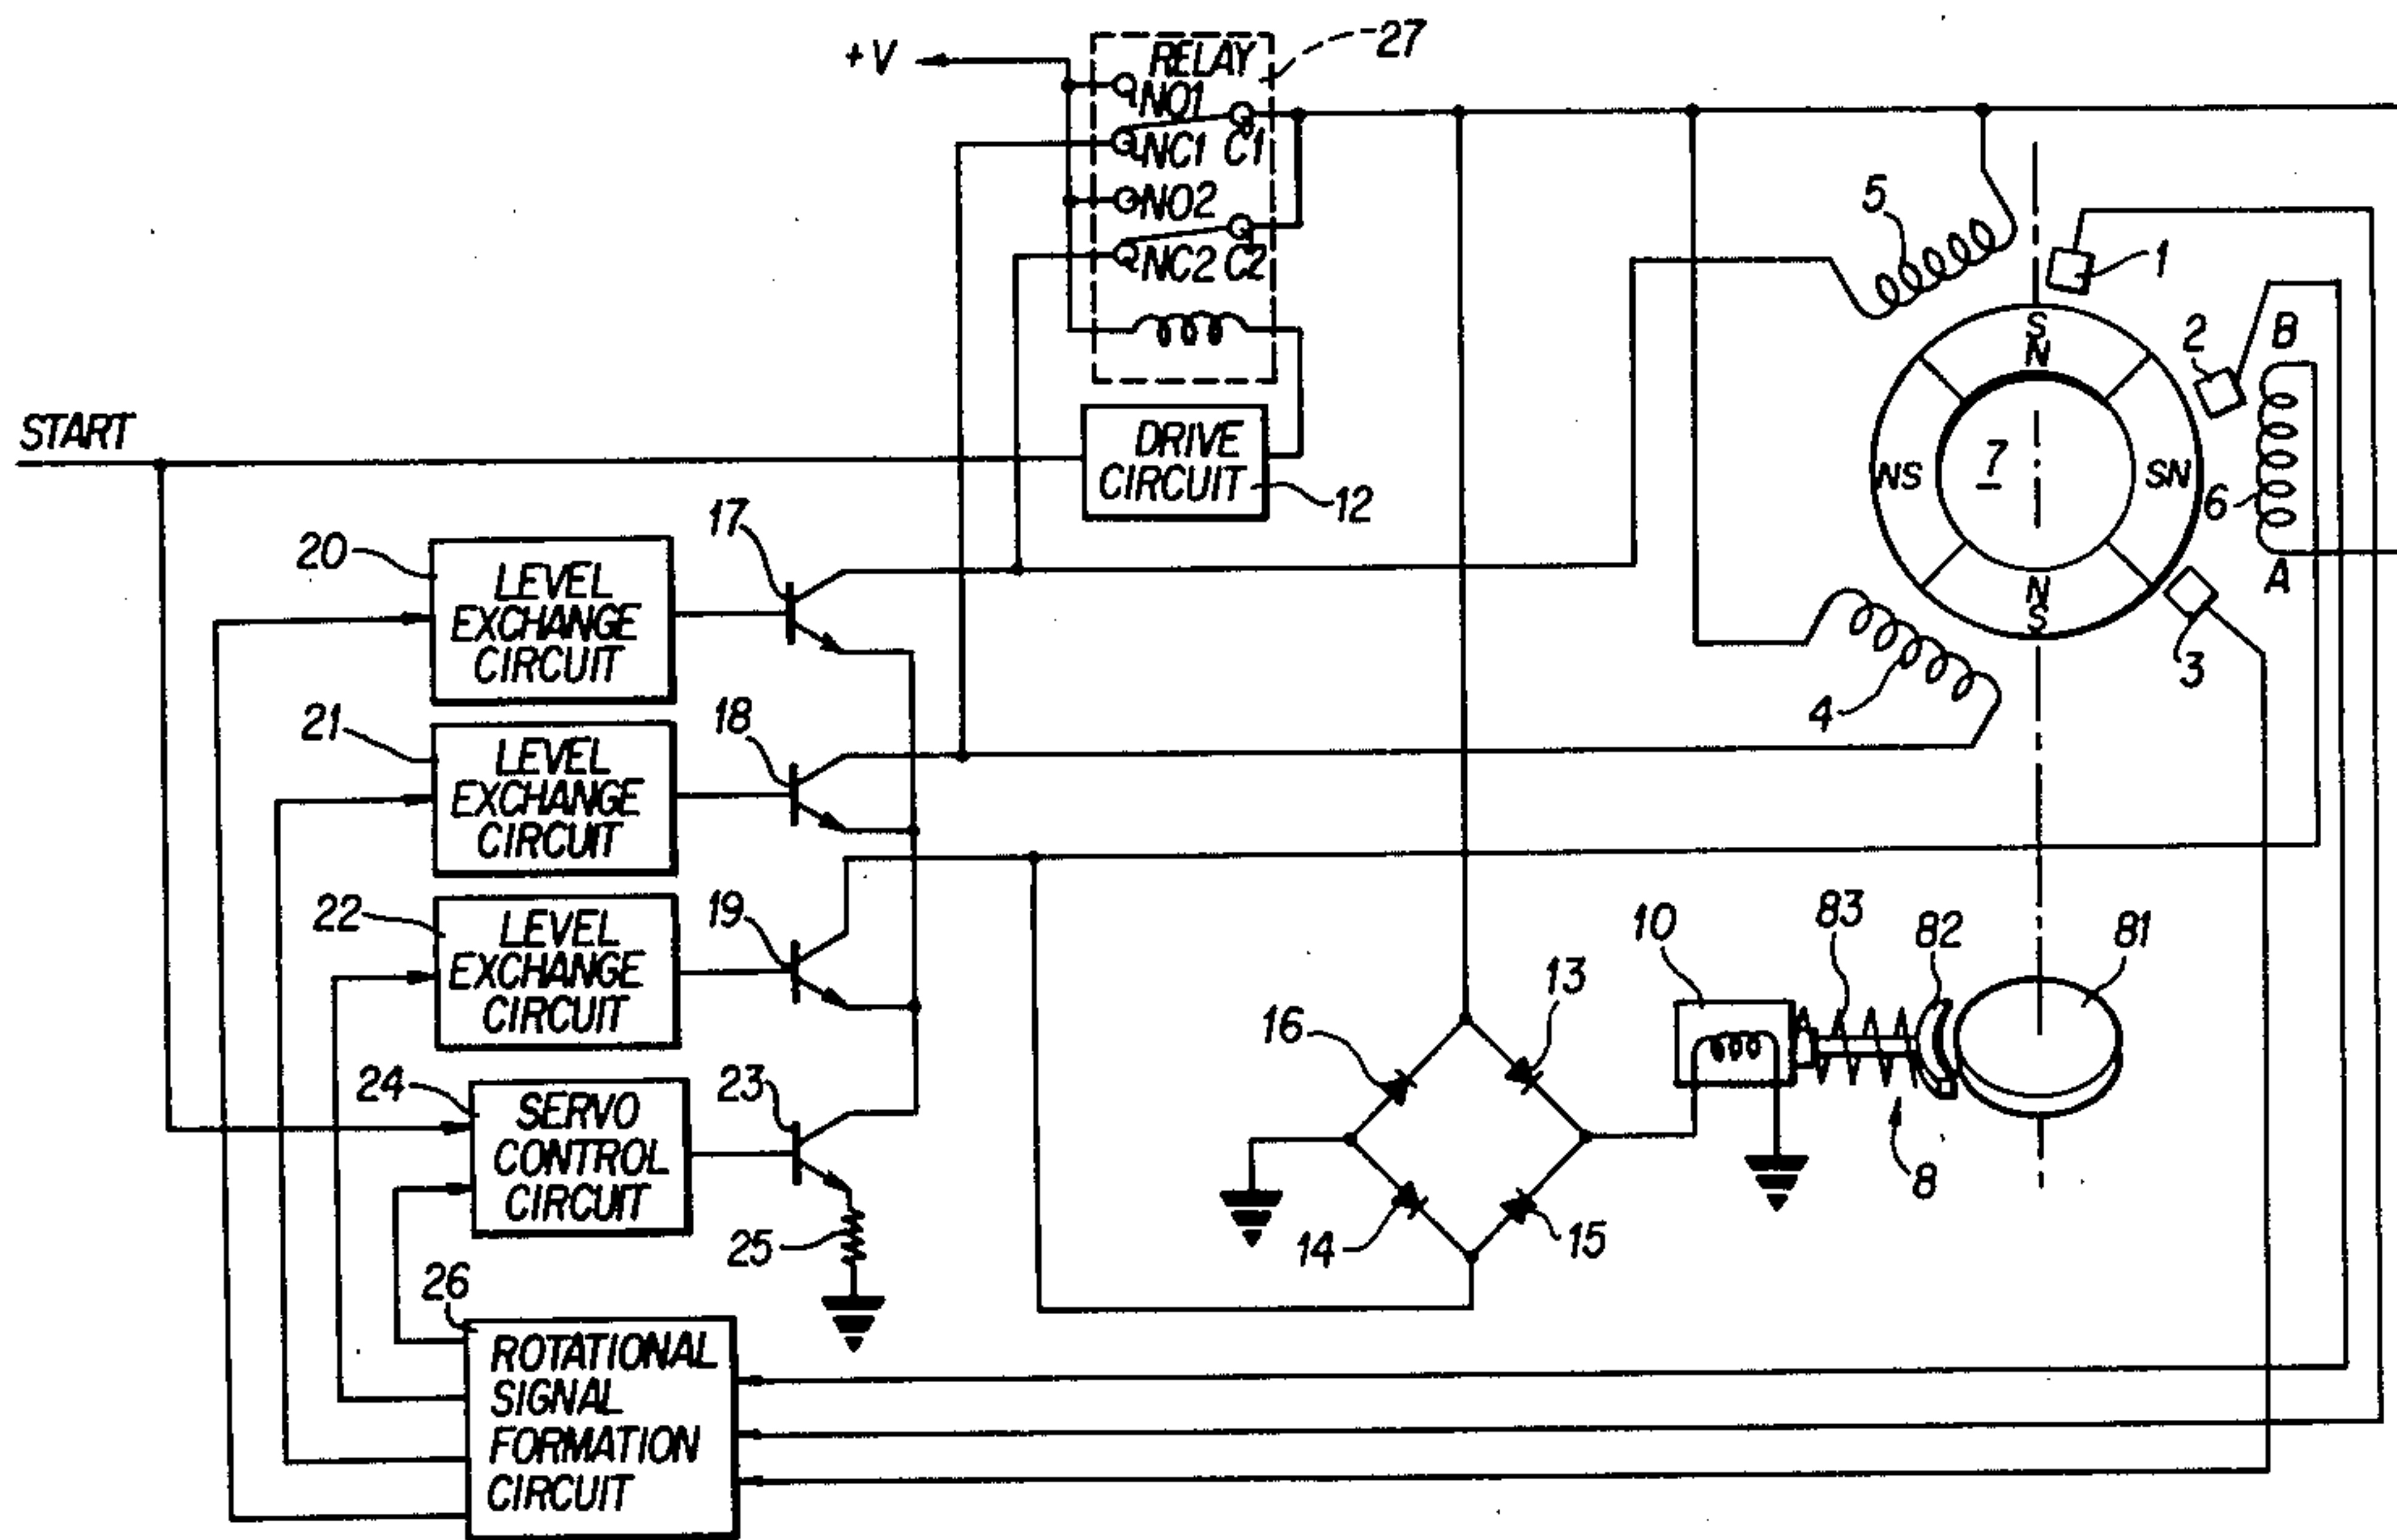 +V
RELAY
27
NO1
NC1 C1
NO2
NC2 C2
START
DRIVE
CIRCUIT
12
5
1
2
B
S
N
NS
7
SN
6
A
N
S
3
4
20
LEVEL
EXCHANGE
CIRCUIT
17
21
LEVEL
EXCHANGE
CIRCUIT
18
22
LEVEL
EXCHANGE
CIRCUIT
19
24
SERVO
CONTROL
CIRCUIT
23
25
26
ROTATIONAL
SIGNAL
FORMATION
CIRCUIT
10
83
82
81
16
13
14
15
8